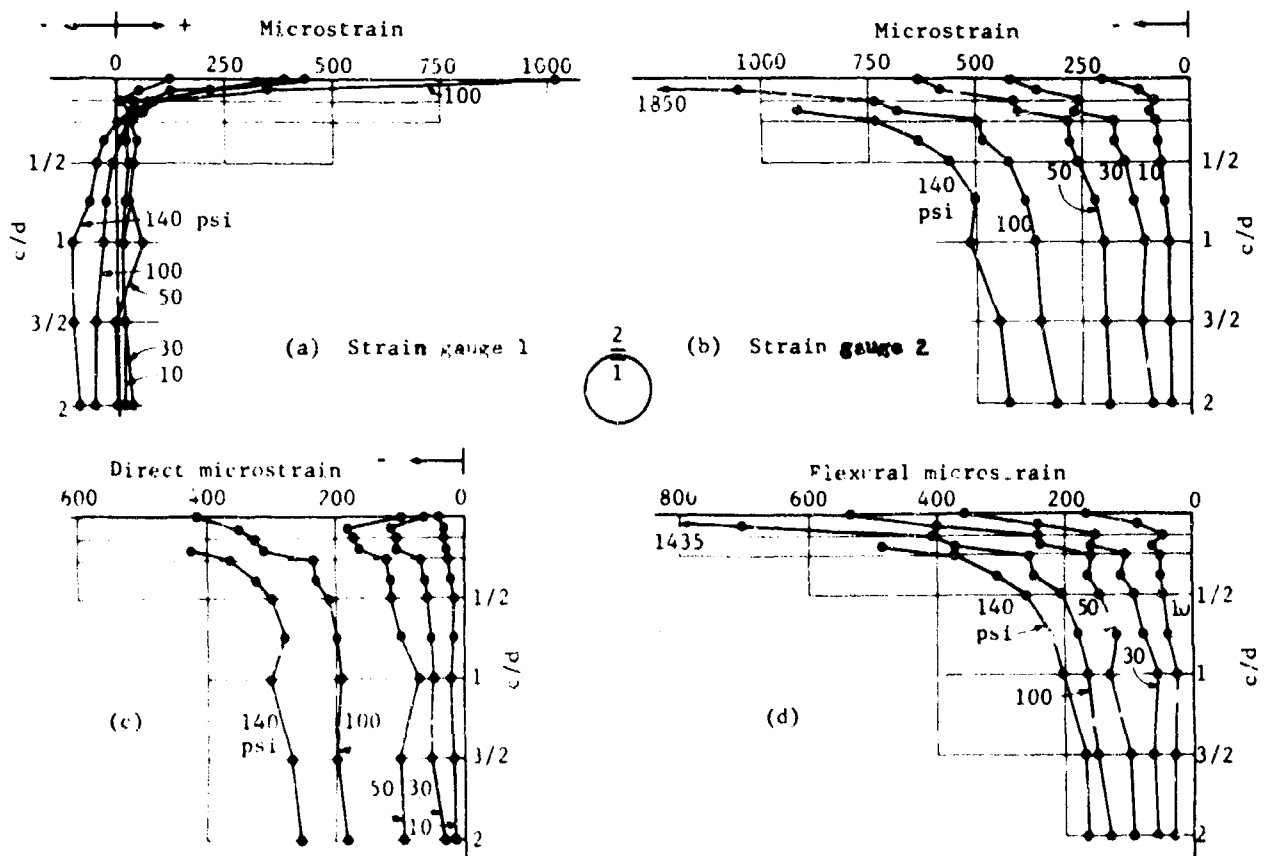 - +
Microstrain
0 250 500 750 1000
100
1/2
140 psi
c/d
1
100
50
3/2
30
10
2
(a) Strain gauge 1
2
1
-
Microstrain
1000 750 500 250 0
1850
50 30 10
1/2
140
psi
100
c/d
1
3/2
2
(b) Strain gauge 2
Direct microstrain
-
600 400 200 0
1/2
1
c/d
(c)
140
psi
100
3/2
50 30
10
2
microstrain
800 600 400 200 0
1435
1/2
140
psi
50
30
1
c/d
100
(d)
3/2
2